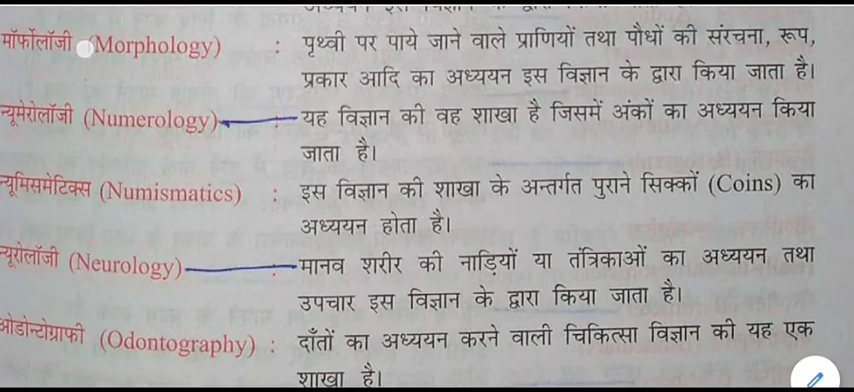 मॉर्फोलॉजी (Morphology) : पृथ्वी पर पाये जाने वाले प्राणियों तथा पौधों की संरचना, रूप,
प्रकार आदि का अध्ययन इस विज्ञान के द्वारा किया जाता है।
न्यूमेरोलॉजी (Numerology) : यह विज्ञान की वह शाखा है जिसमें अंकों का अध्ययन किया
जाता है।
न्यूमिसमेटिक्स (Numismatics) : इस विज्ञान की शाखा के अन्तर्गत पुराने सिक्कों (Coins) का
अध्ययन होता है।
न्यूरोलॉजी (Neurology) : मानव शरीर की नाड़ियों या तंत्रिकाओं का अध्ययन तथा
उपचार इस विज्ञान के द्वारा किया जाता है।
ओडोन्टोग्राफी (Odontography) : दाँतों का अध्ययन करने वाली चिकित्सा विज्ञान की यह एक
शाखा है।